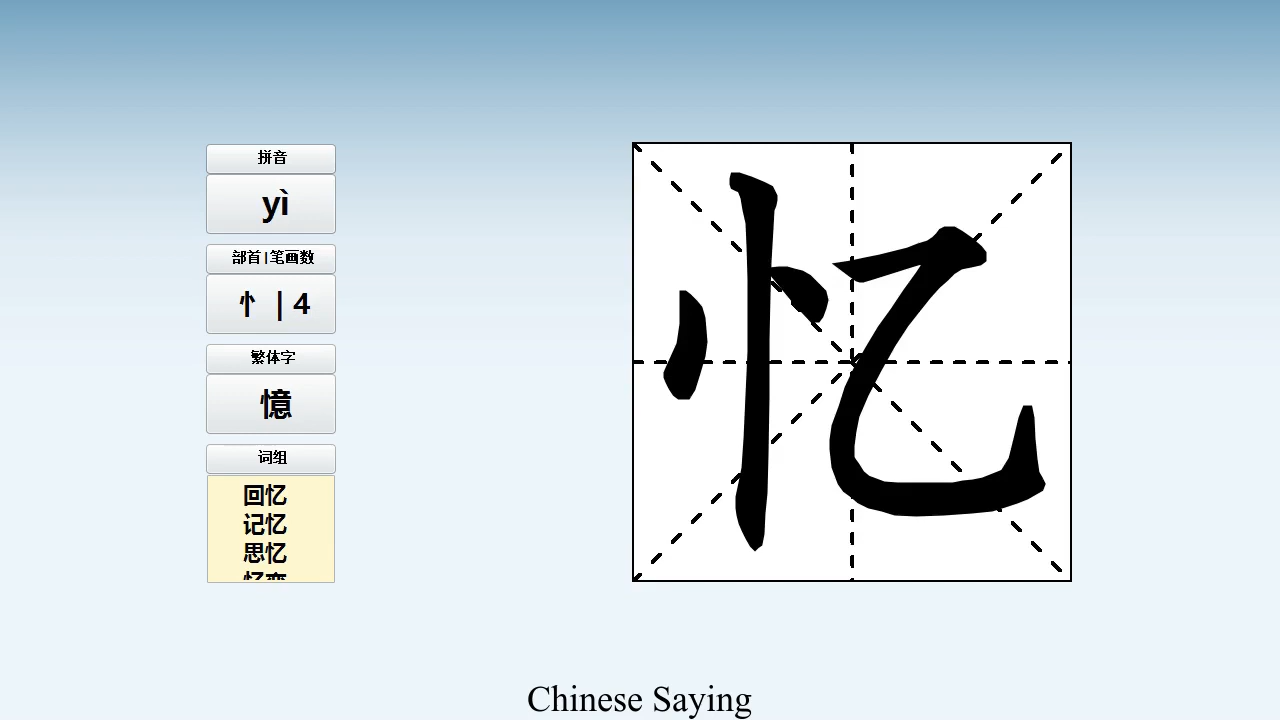 拼音
yì
部首|笔画数
忄 | 4
繁体字
憶
词组
回忆
记忆
思忆
忆
Chinese Saying